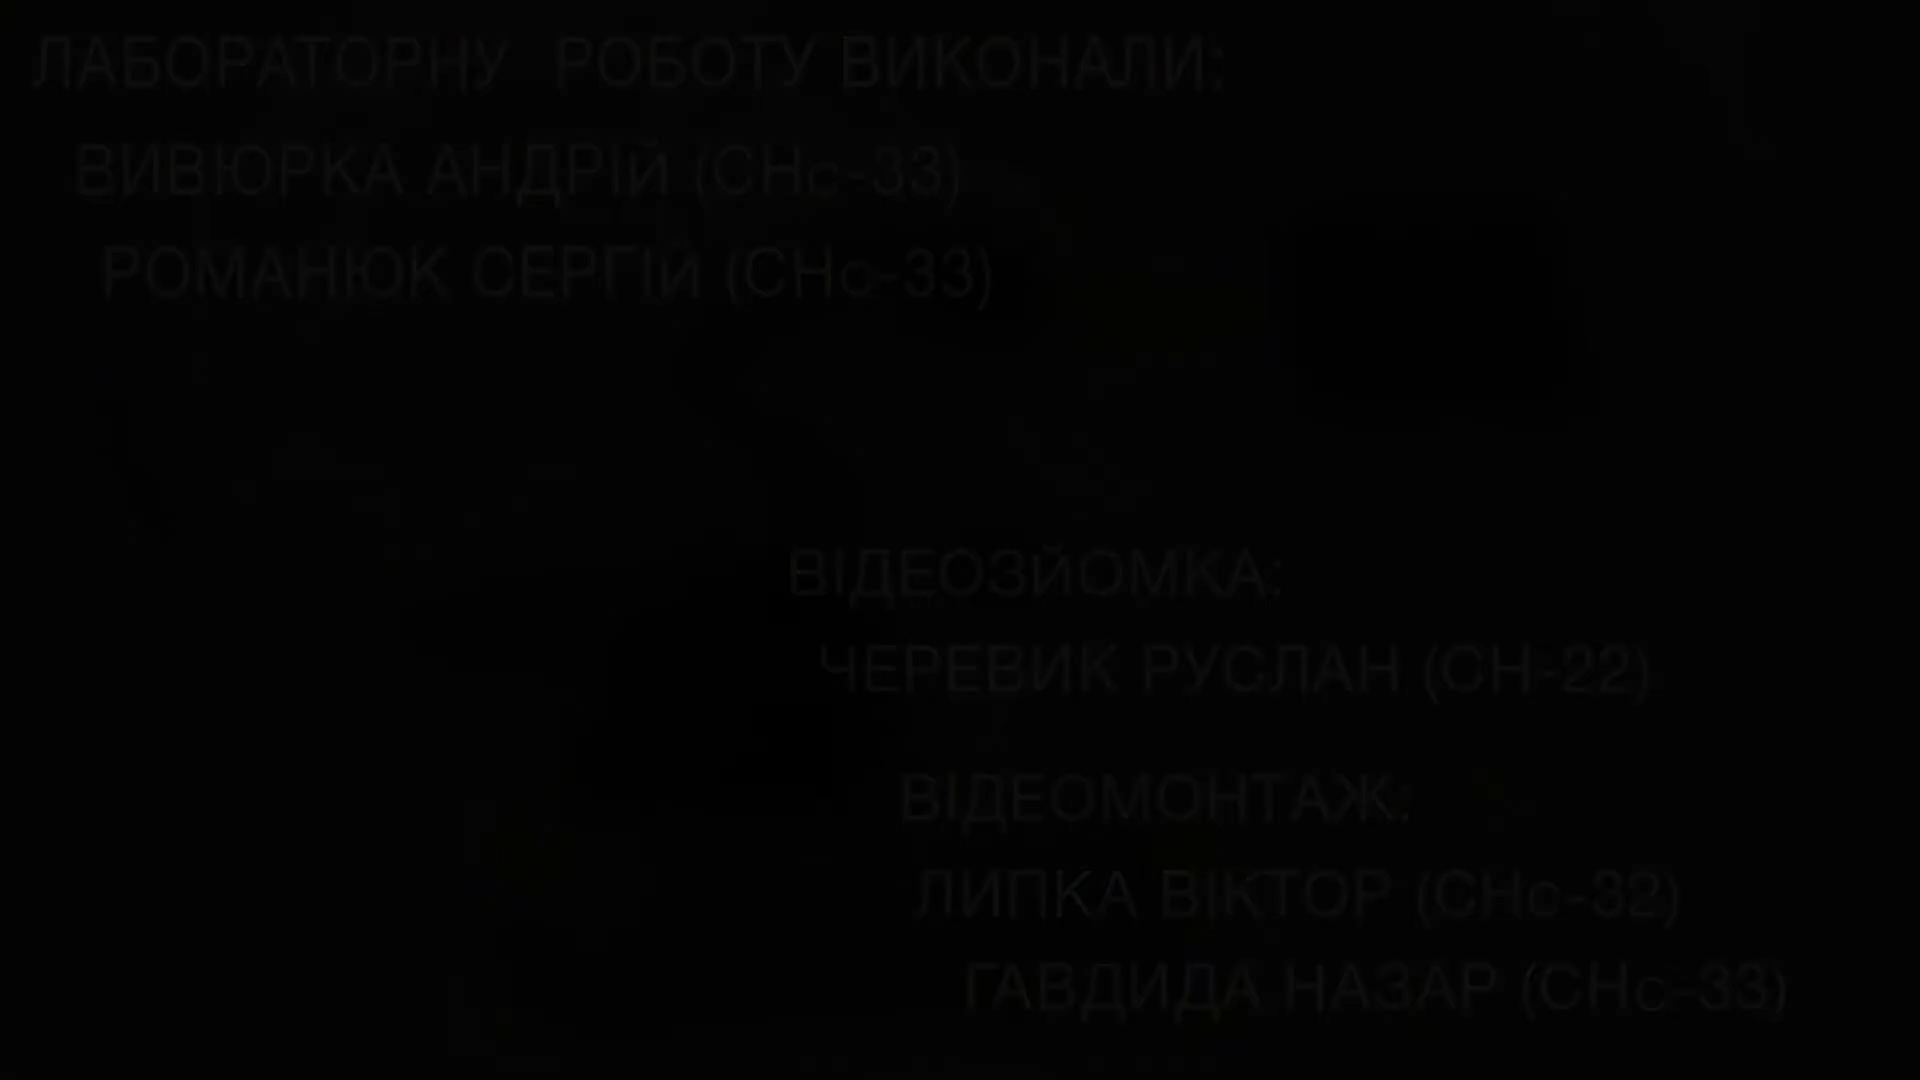 ЛАБОРАТОРНУ РОБОТУ ВИКОНАЛИ:
ВИВЮРКА АНДРІЙ (СНс-33)
РОМАНЮК СЕРГІЙ (СНс-33)
ВІДЕОЗЙОМКА:
ЧЕРЕВИК РУСЛАН (СН-22)
ВІДЕОМОНТАЖ:
ЛИПКА ВІКТОР (СНс-32)
ГАВДИДА НАЗАР (СНс-33)